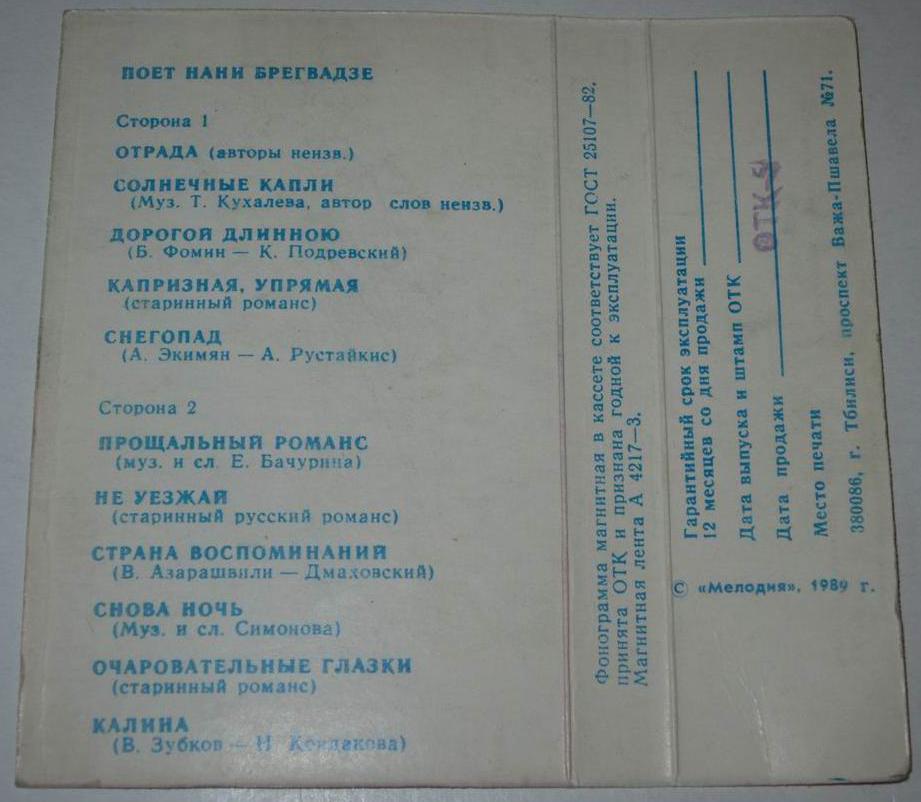 ПОЕТ НАНИ БРЕГВАДЗЕ
Сторона 1
ОТРАДА (авторы неизв.)
СОЛНЕЧНЫЕ КАПЛИ
(Муз. Т. Кухалева, автор слов неизв.)
ДОРОГОЙ ДЛИННОЮ
(Б. Фомин — К. Подревский)
КАПРИЗНАЯ, УПРЯМАЯ
(старинный романс)
СНЕГОПАД
(А. Экимян — А. Рустайкис)
Сторона 2
ПРОЩАЛЬНЫЙ РОМАНС
(муз. и сл. Е. Бачурина)
НЕ УЕЗЖАЙ
(старинный русский романс)
СТРАНА ВОСПОМИНАНИЙ
(В. Азарашвили — Дмаховский)
СНОВА НОЧЬ
(Муз. и сл. Симонова)
ОЧАРОВАТЕЛЬНЫЕ ГЛАЗКИ
(старинный романс)
КАЛИНА
(В. Зубков — Н. Кондакова)
Фонограмма магнитная в кассете соответствует ГОСТ 25107—82,
принята ОТК и признана годной к эксплуатации.
Магнитная лента А 4217—3.
Гарантийный срок эксплуатации
12 месяцев со дня продажи
Дата выпуска и штамп ОТК
ОТК-4
Дата продажи
Место печати
380086, г. Тбилиси, проспект Важа-Пшавела №71.
© «Мелодия», 1989 г.